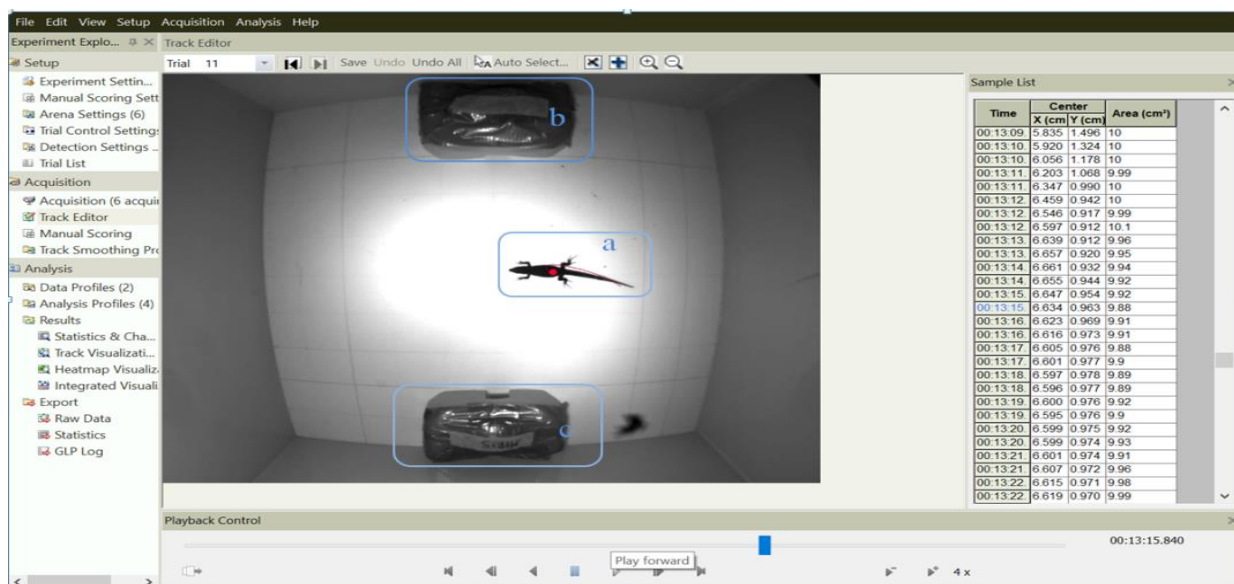 File Edit View Setup Acquisition Analysis Help
Experiment Explo...
Setup
Experiment Settin...
Manual Scoring Sett
Arena Settings (6)
Trial Control Settings
Detection Settings ..
Trial List
Acquisition
Acquisition (6 acquir
Track Editor
Manual Scoring
Track Smoothing Pro
Analysis
Data Profiles (2)
Analysis Profiles (4)
Results
Statistics & Cha...
Track Visualizati...
Heatmap Visualiz
Integrated Visuali
Export
Raw Data
Statistics
GLP Log
Track Editor
Trial 11 Save Undo Undo All Auto Select...
b
a
c
Sample List
Time Center Area (cm²)
X (cm) Y (cm)
00:13:09. 5.835 1.496 10
00:13:10. 5.920 1.324 10
00:13:10. 6.056 1.178 10
00:13:11. 6.203 1.068 9.99
00:13:11. 6.347 0.990 10
00:13:12. 6.459 0.942 10
00:13:12. 6.546 0.917 9.99
00:13:12. 6.597 0.912 10.1
00:13:13. 6.639 0.912 9.96
00:13:13. 6.657 0.920 9.95
00:13:14. 6.661 0.932 9.94
00:13:14. 6.655 0.944 9.92
00:13:15. 6.647 0.954 9.92
00:13:15. 6.634 0.963 9.88
00:13:16. 6.623 0.969 9.91
00:13:16. 6.616 0.973 9.91
00:13:17. 6.605 0.976 9.88
00:13:17. 6.601 0.977 9.9
00:13:18. 6.597 0.978 9.89
00:13:18. 6.596 0.977 9.89
00:13:19. 6.600 0.976 9.92
00:13:19. 6.595 0.976 9.9
00:13:20. 6.599 0.975 9.92
00:13:20. 6.599 0.974 9.93
00:13:21. 6.601 0.974 9.91
00:13:21. 6.607 0.972 9.96
00:13:22. 6.615 0.971 9.98
00:13:22. 6.619 0.970 9.99
Playback Control
00:13:15.840
Play forward
4 x